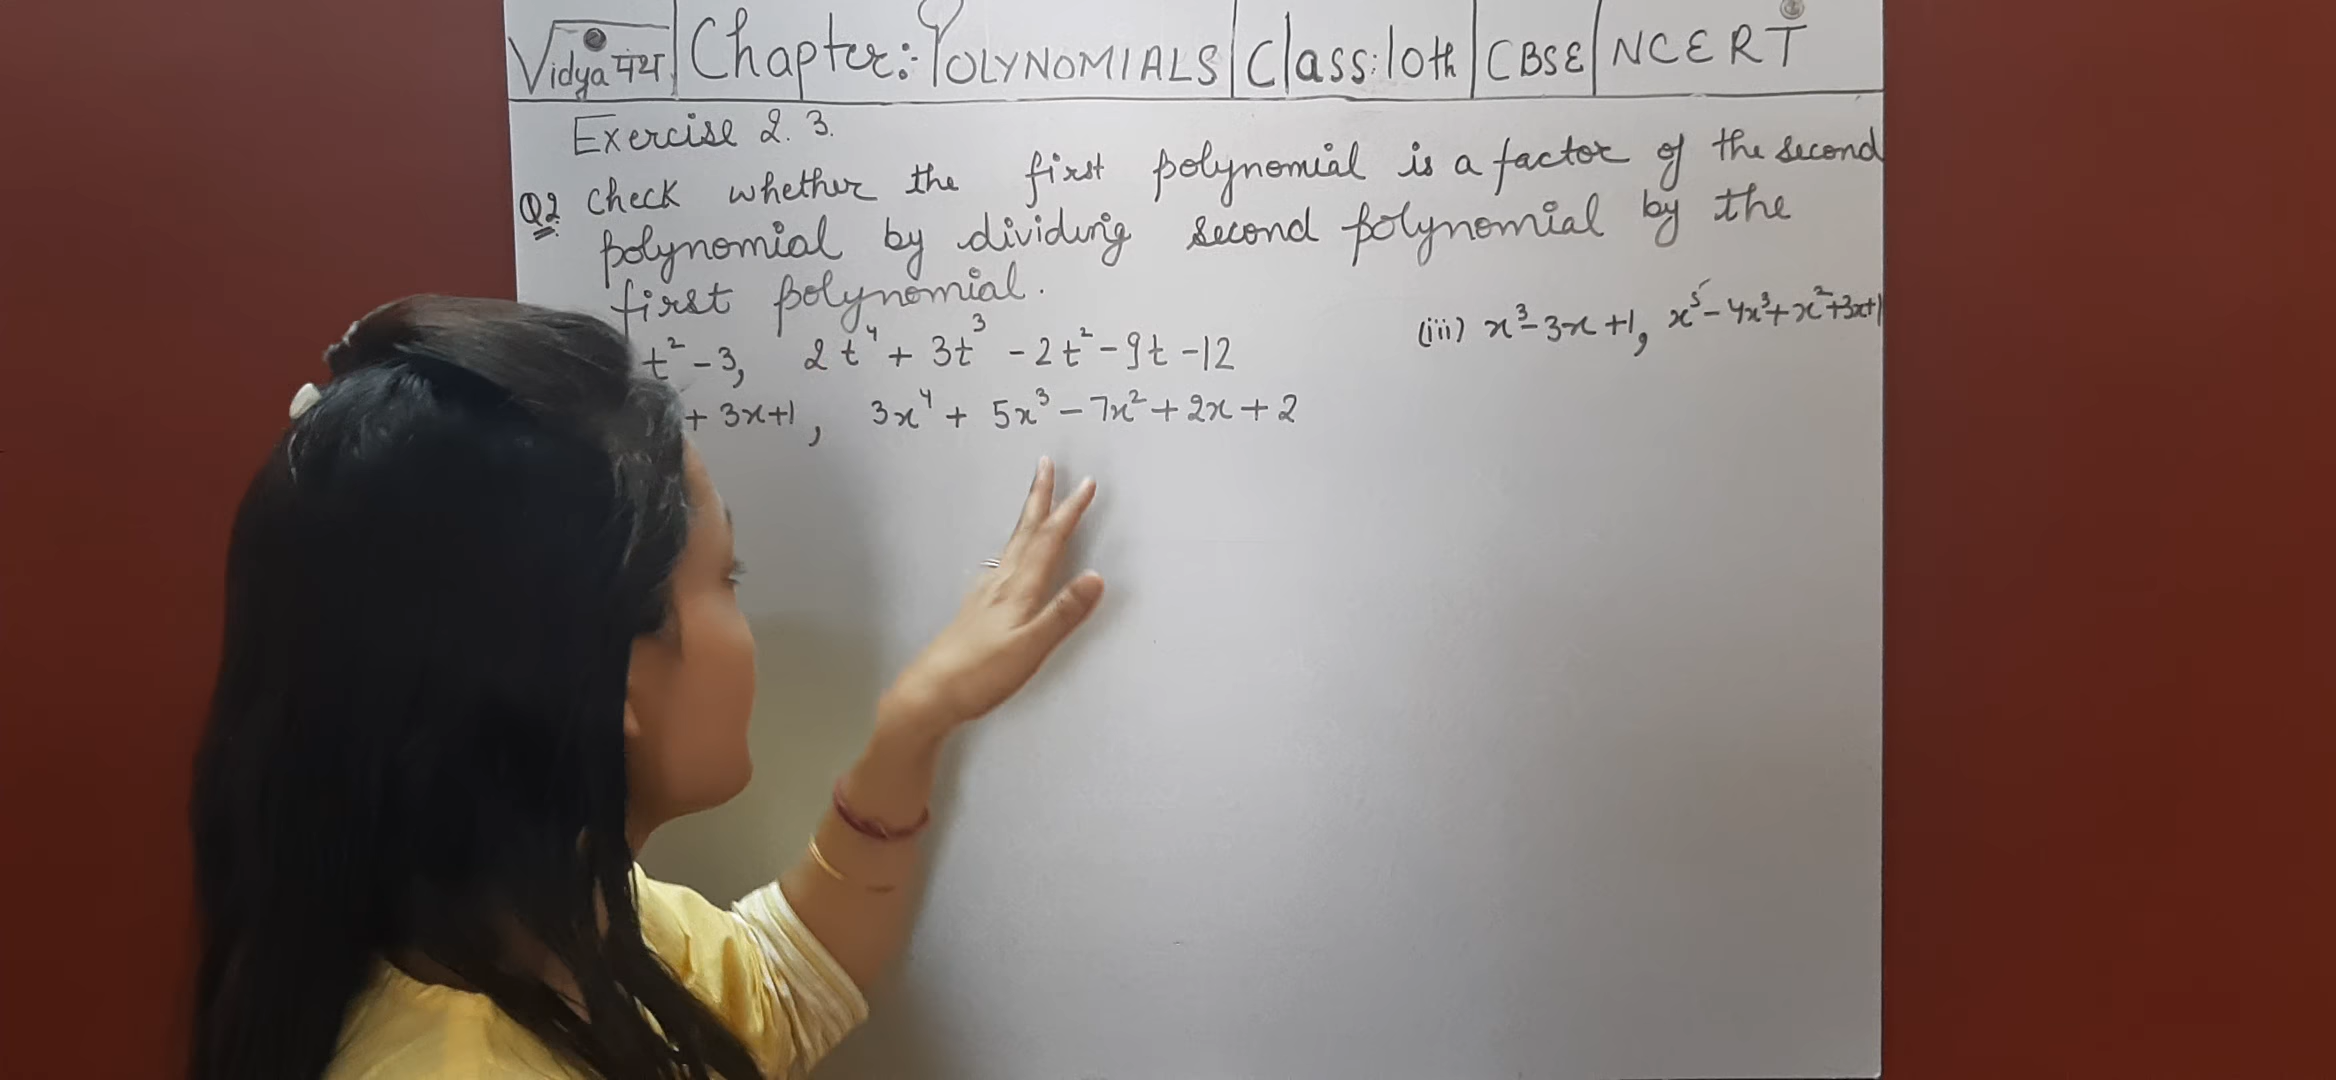 Vidya पथ | Chapter:- POLYNOMIALS | Class: 10th | CBSE | NCERT
Exercise 2.3.
Q2 Check whether the first polynomial is a factor of the second
polynomial by dividing second polynomial by the
first polynomial.
t² - 3, 2t⁴ + 3t³ - 2t² - 9t - 12
(iii) x³ - 3x + 1, x⁵ - 4x³ + x² + 3x + 1
+ 3x + 1, 3x⁴ + 5x³ - 7x² + 2x + 2